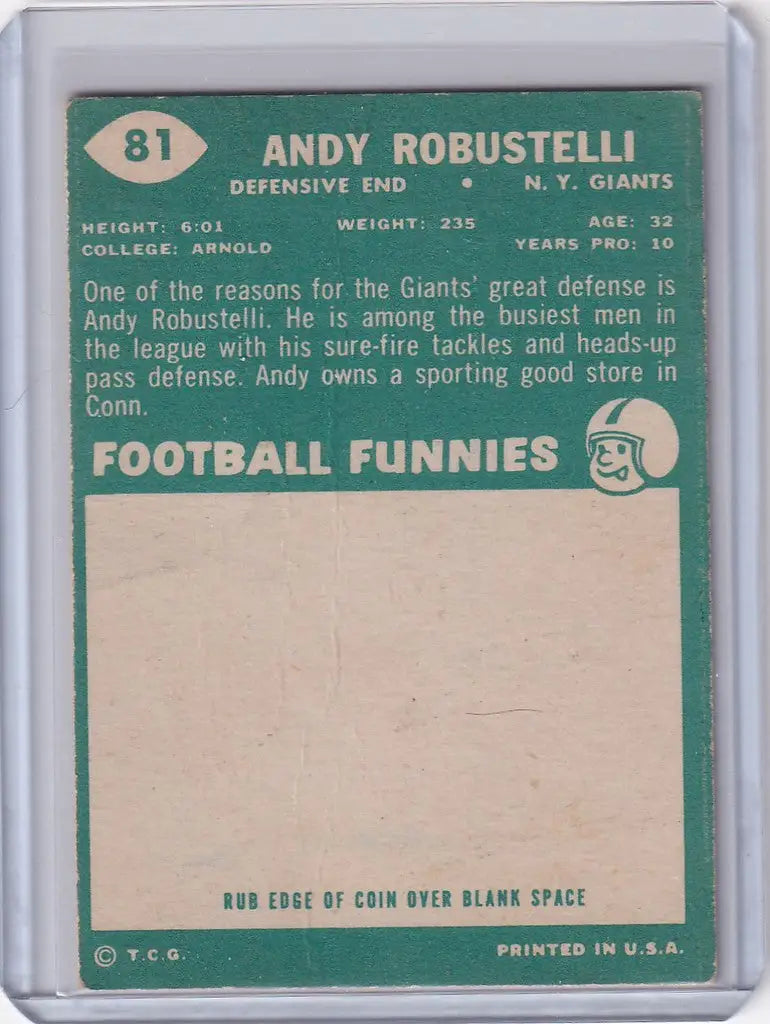 81
ANDY ROBUSTELLI
DEFENSIVE END • N. Y. GIANTS
HEIGHT: 6:01 WEIGHT: 235 AGE: 32
COLLEGE: ARNOLD YEARS PRO: 10
One of the reasons for the Giants' great defense is
Andy Robustelli. He is among the busiest men in
the league with his sure-fire tackles and heads-up
pass defense. Andy owns a sporting good store in
Conn.
FOOTBALL FUNNIES
RUB EDGE OF COIN OVER BLANK SPACE
© T.C.G. PRINTED IN U.S.A.